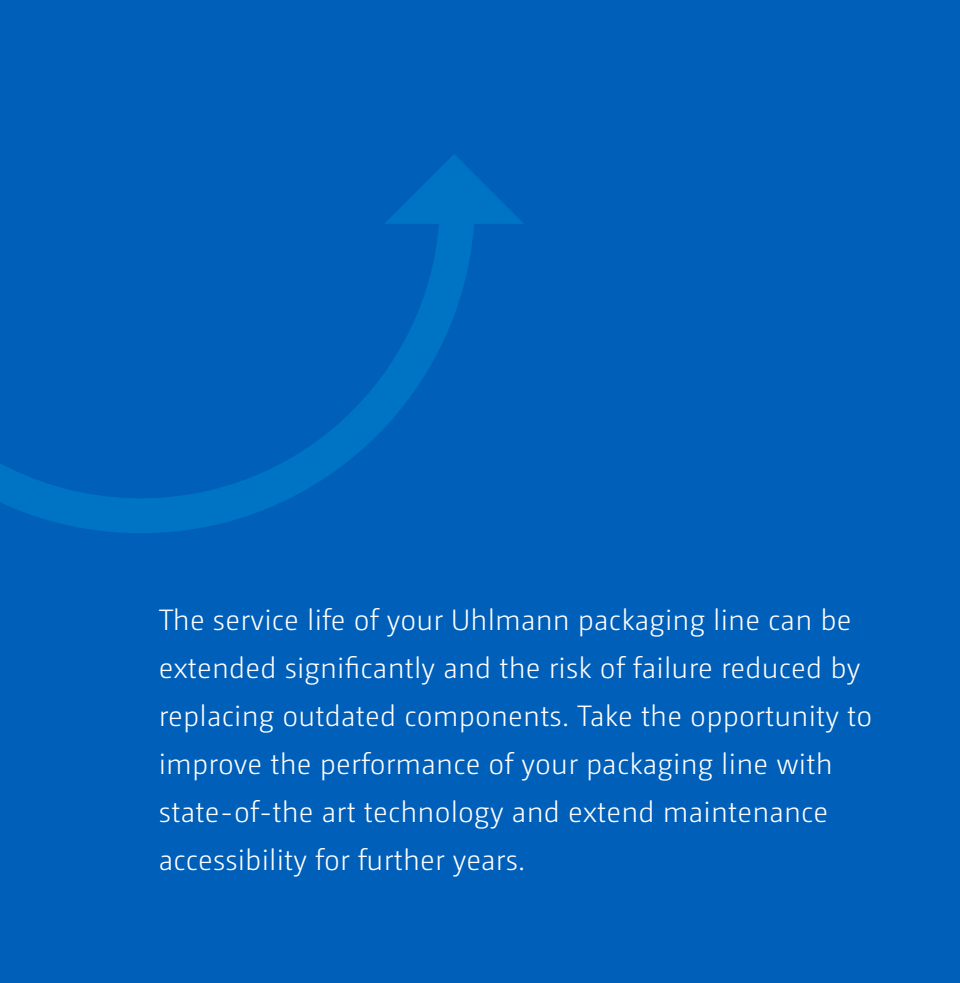 The service life of your Uhlmann packaging line can be
extended significantly and the risk of failure reduced by
replacing outdated components. Take the opportunity to
improve the performance of your packaging line with
state-of-the art technology and extend maintenance
accessibility for further years.